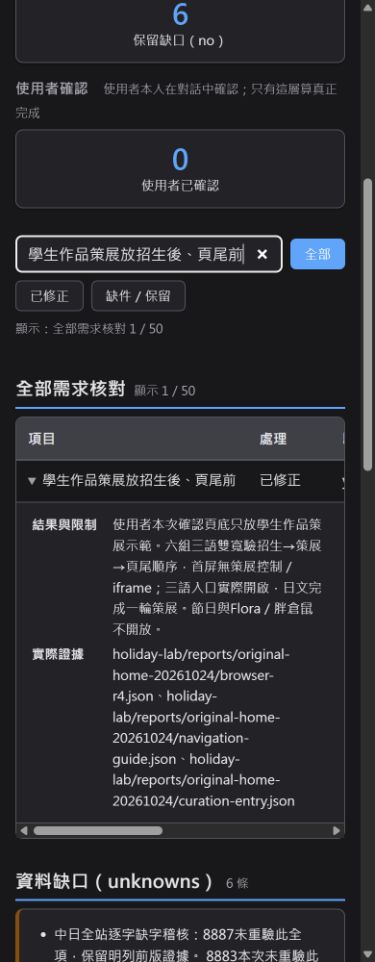 6
保留缺口（no）
使用者確認 使用者本人在對話中確認；只有這層算真正
完成
0
使用者已確認
學生作品策展放招生後、頁尾前 × 全部
已修正 缺件 / 保留
顯示：全部需求核對 1 / 50
全部需求核對 顯示 1 / 50
項目 處理
▼ 學生作品策展放招生後、頁尾前 已修正
結果與限制 使用者本次確認頁底只放學生作品策
展示範。六組三語雙寬驗招生→策展
→頁尾順序，首屏無策展控制 /
iframe；三語入口實際開啟，日文完
成一輪策展。節日與Flora / 胖倉鼠
不開放。
實際證據 holiday-lab/reports/original-
home-20261024/browser-
r4.json、holiday-
lab/reports/original-home-
20261024/navigation-
guide.json、holiday-
lab/reports/original-home-
20261024/curation-entry.json
資料缺口（unknowns） 6 條
• 中日全站逐字缺字稽核：8887未重驗此全
項，保留明列前版證據。 8883本次未重驗此